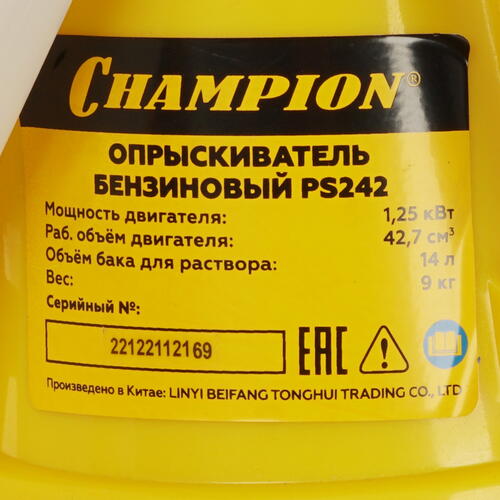 CHAMPION®
ОПРЫСКИВАТЕЛЬ
БЕНЗИНОВЫЙ PS242
Мощность двигателя: 1,25 кВт
Раб. объём двигателя: 42,7 см³
Объём бака для раствора: 14 л
Вес: 9 кг
Серийный №:
22122112169
EAC
Произведено в Китае: LINYI BEIFANG TONGHUI TRADING CO., LTD